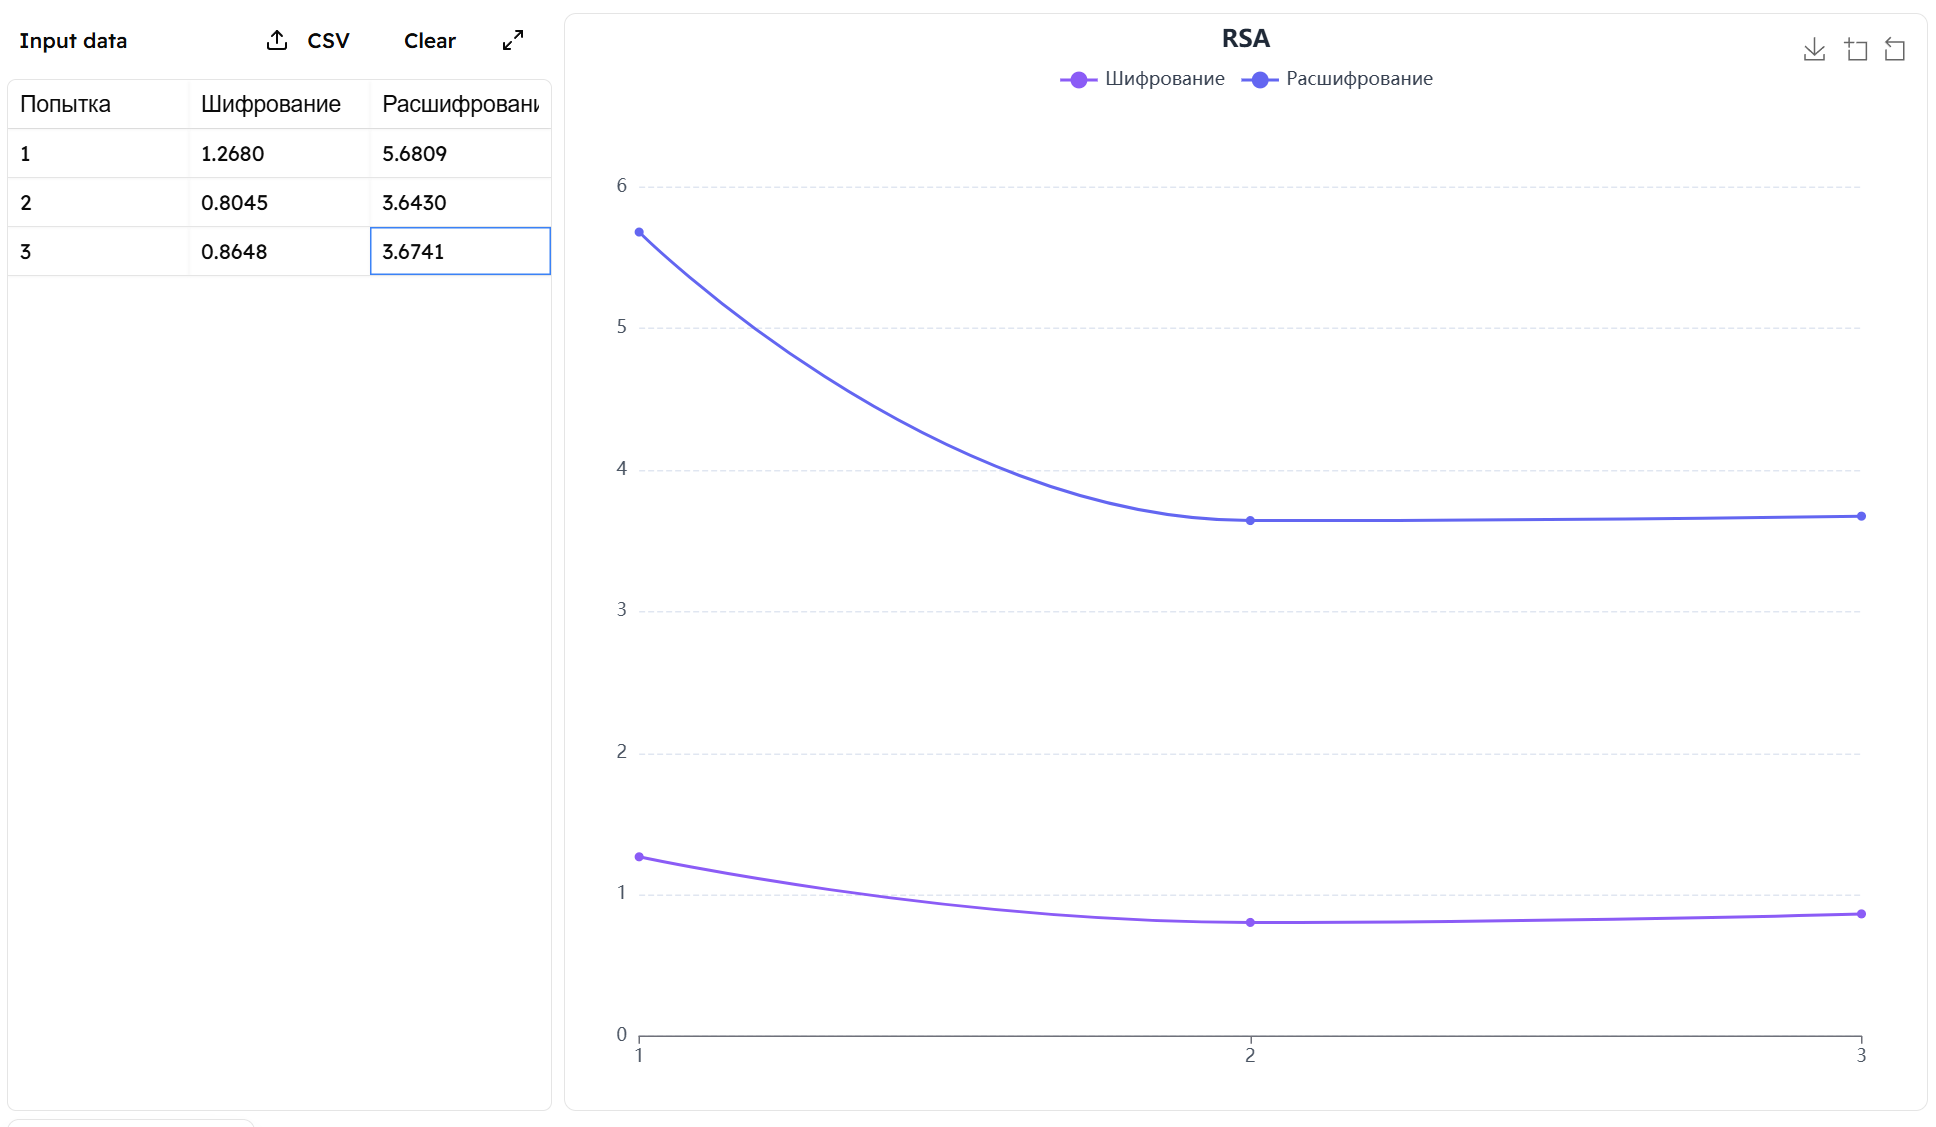 Input data CSV Clear
Попытка Шифрование Расшифровани
1 1.2680 5.6809
2 0.8045 3.6430
3 0.8648 3.6741
RSA
Шифрование Расшифрование
6
5
4
3
2
1
0
1 2 3